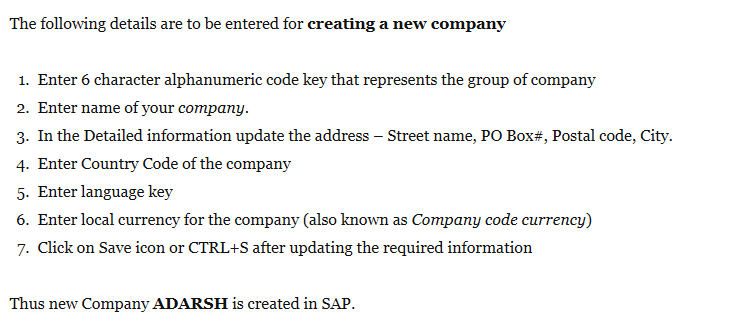 The following details are to be entered for creating a new company
1. Enter 6 character alphanumeric code key that represents the group of company
2. Enter name of your company.
3. In the Detailed information update the address – Street name, PO Box#, Postal code, City.
4. Enter Country Code of the company
5. Enter language key
6. Enter local currency for the company (also known as Company code currency)
7. Click on Save icon or CTRL+S after updating the required information
Thus new Company ADARSH is created in SAP.